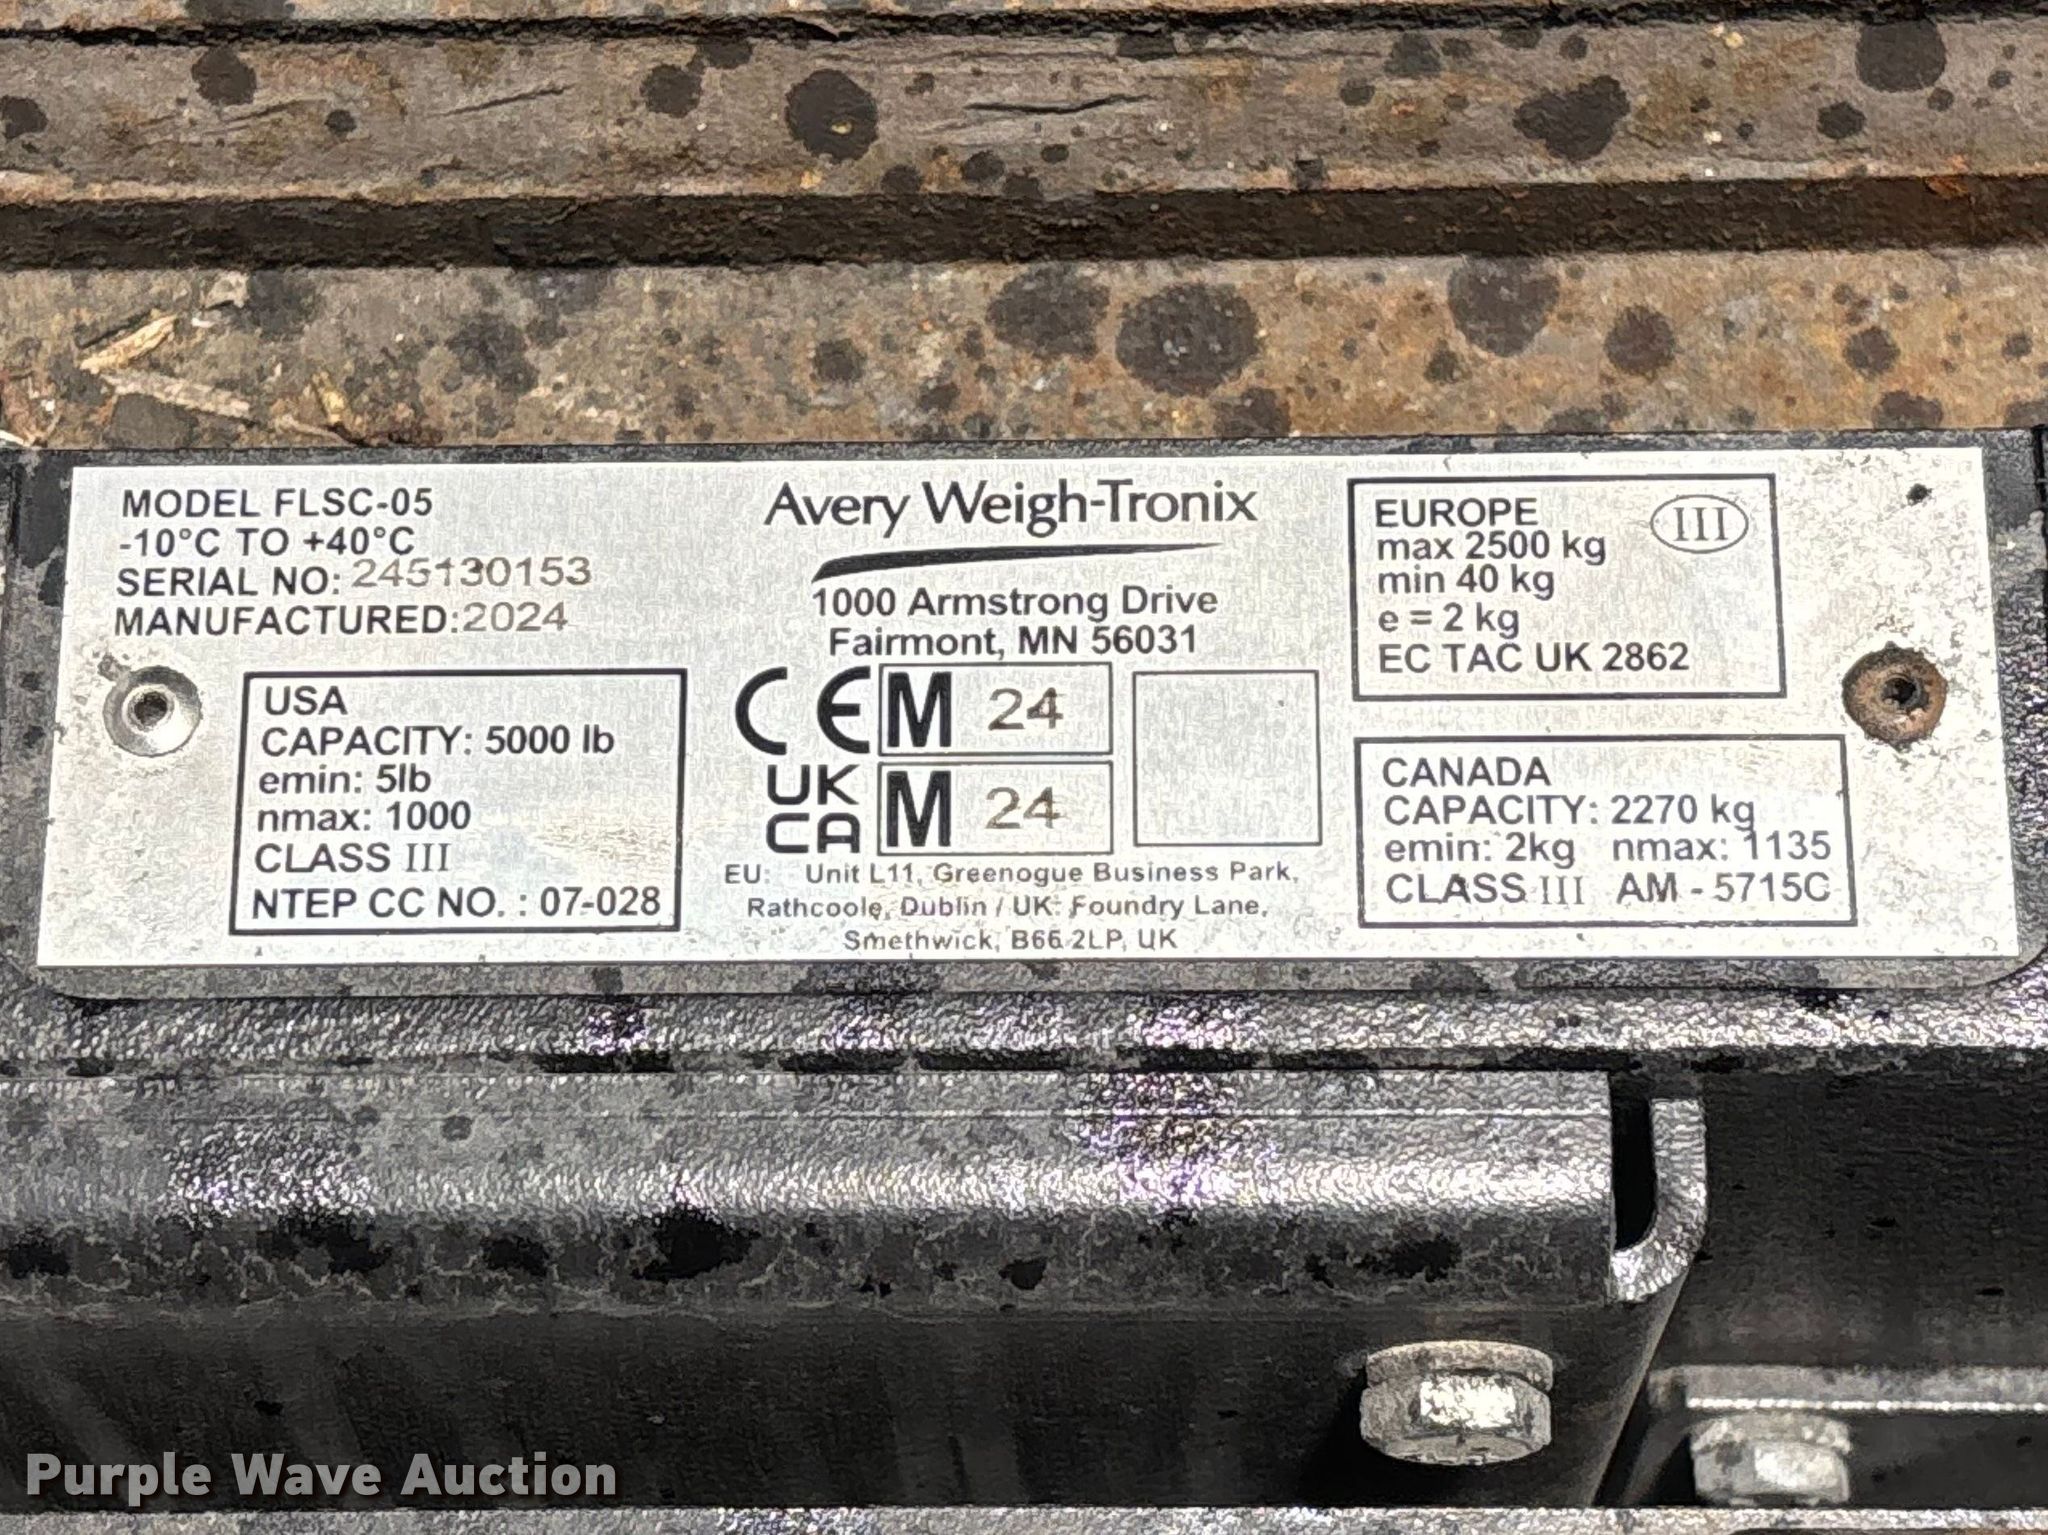 MODEL FLSC-05
-10°C TO +40°C
SERIAL NO: 245130153
MANUFACTURED: 2024
USA
CAPACITY: 5000 lb
emin: 5lb
nmax: 1000
CLASS III
NTEP CC NO. : 07-028
Avery Weigh-Tronix
1000 Armstrong Drive
Fairmont, MN 56031
CE M 24
UK
CA M 24
EU: Unit L11, Greenogue Business Park,
Rathcoole, Dublin / UK: Foundry Lane,
Smethwick, B66 2LP, UK
EUROPE III
max 2500 kg
min 40 kg
e = 2 kg
EC TAC UK 2862
CANADA
CAPACITY: 2270 kg
emin: 2kg nmax: 1135
CLASS III AM - 5715C
Purple Wave Auction